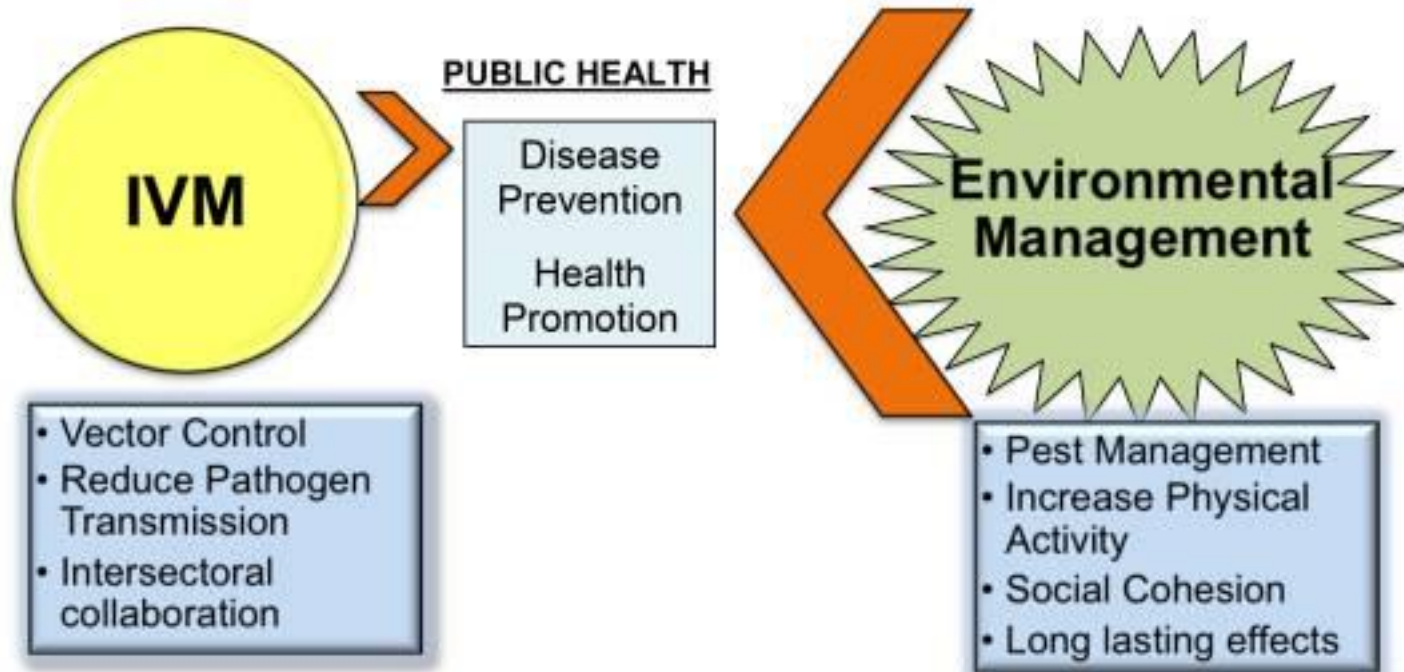 IVM
PUBLIC HEALTH
Disease
Prevention
Health
Promotion
Environmental
Management
• Vector Control
• Reduce Pathogen
Transmission
• Intersectoral
collaboration
• Pest Management
• Increase Physical
Activity
• Social Cohesion
• Long lasting effects